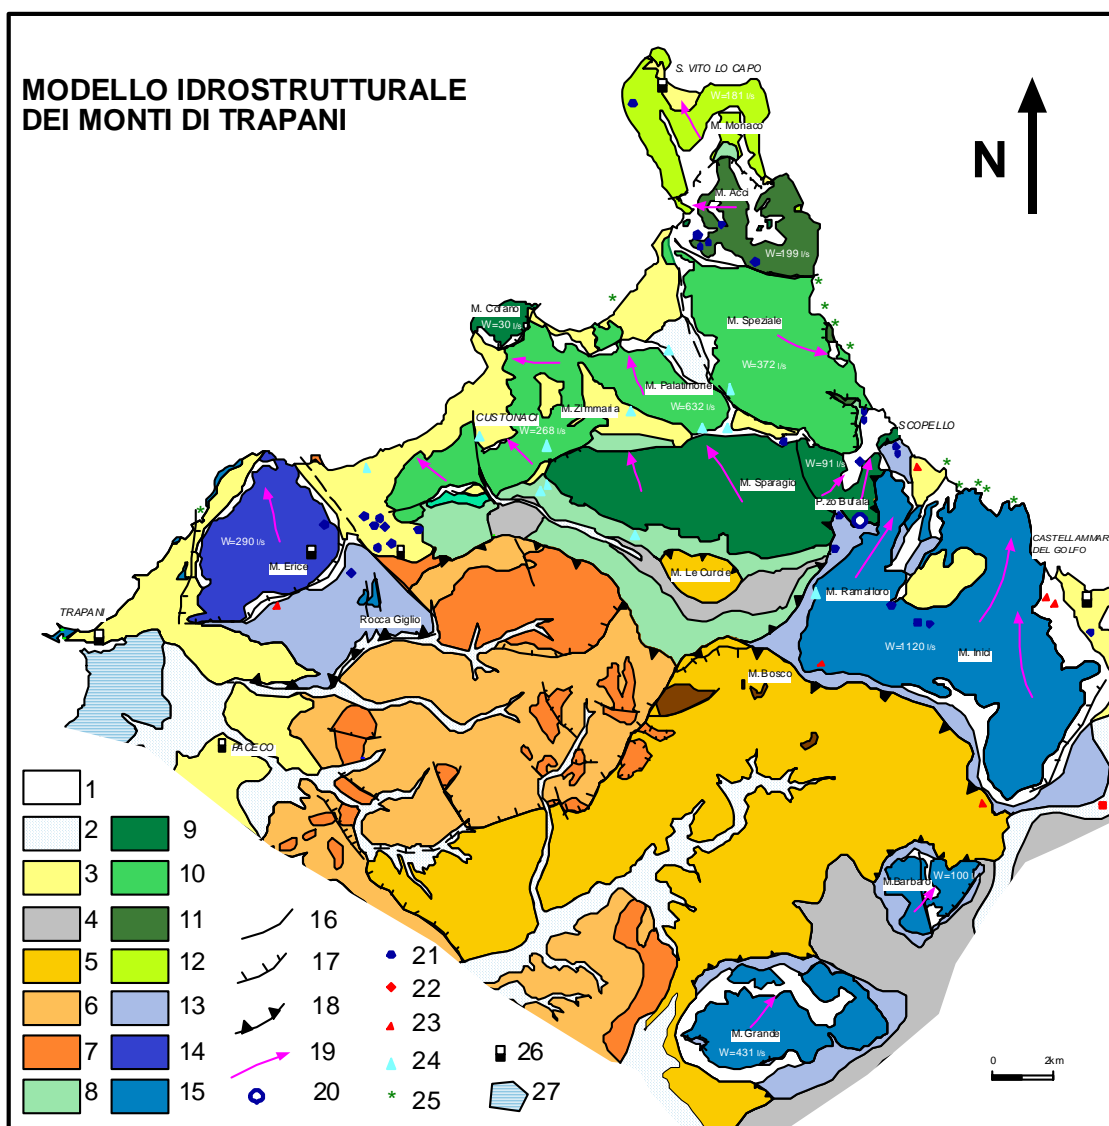 MODELLO IDROSTRUTTURALE
DEI MONTI DI TRAPANI
N
S. VITO LO CAPO
W=181 l/s
M. Monaco
M. Acci
W=199 l/s
M. Cofano
W=30 l/s
M. Speziale
W=372 l/s
M. Palatimone
M. Zimmaria
W=632 l/s
CUSTONACI
W=268 l/s
SCOPELLO
W=91 l/s
M. Sparagio
P.zo Bufala
W=290 l/s
M. Erice
CASTELLAMMAR
DEL GOLFO
M. Le Curcie
M. Ramalloro
TRAPANI
Rocca Giglio
W=1120 l/s
M. Inici
M. Bosco
PACECO
M. Barbaro
W=100 l
M. Grande
W=431 l/s
1
2
9
3
10
4
11
16
5
12
17
21
6
13
18
22
7
14
19
23
8
15
20
24
25
26
27
0
2km